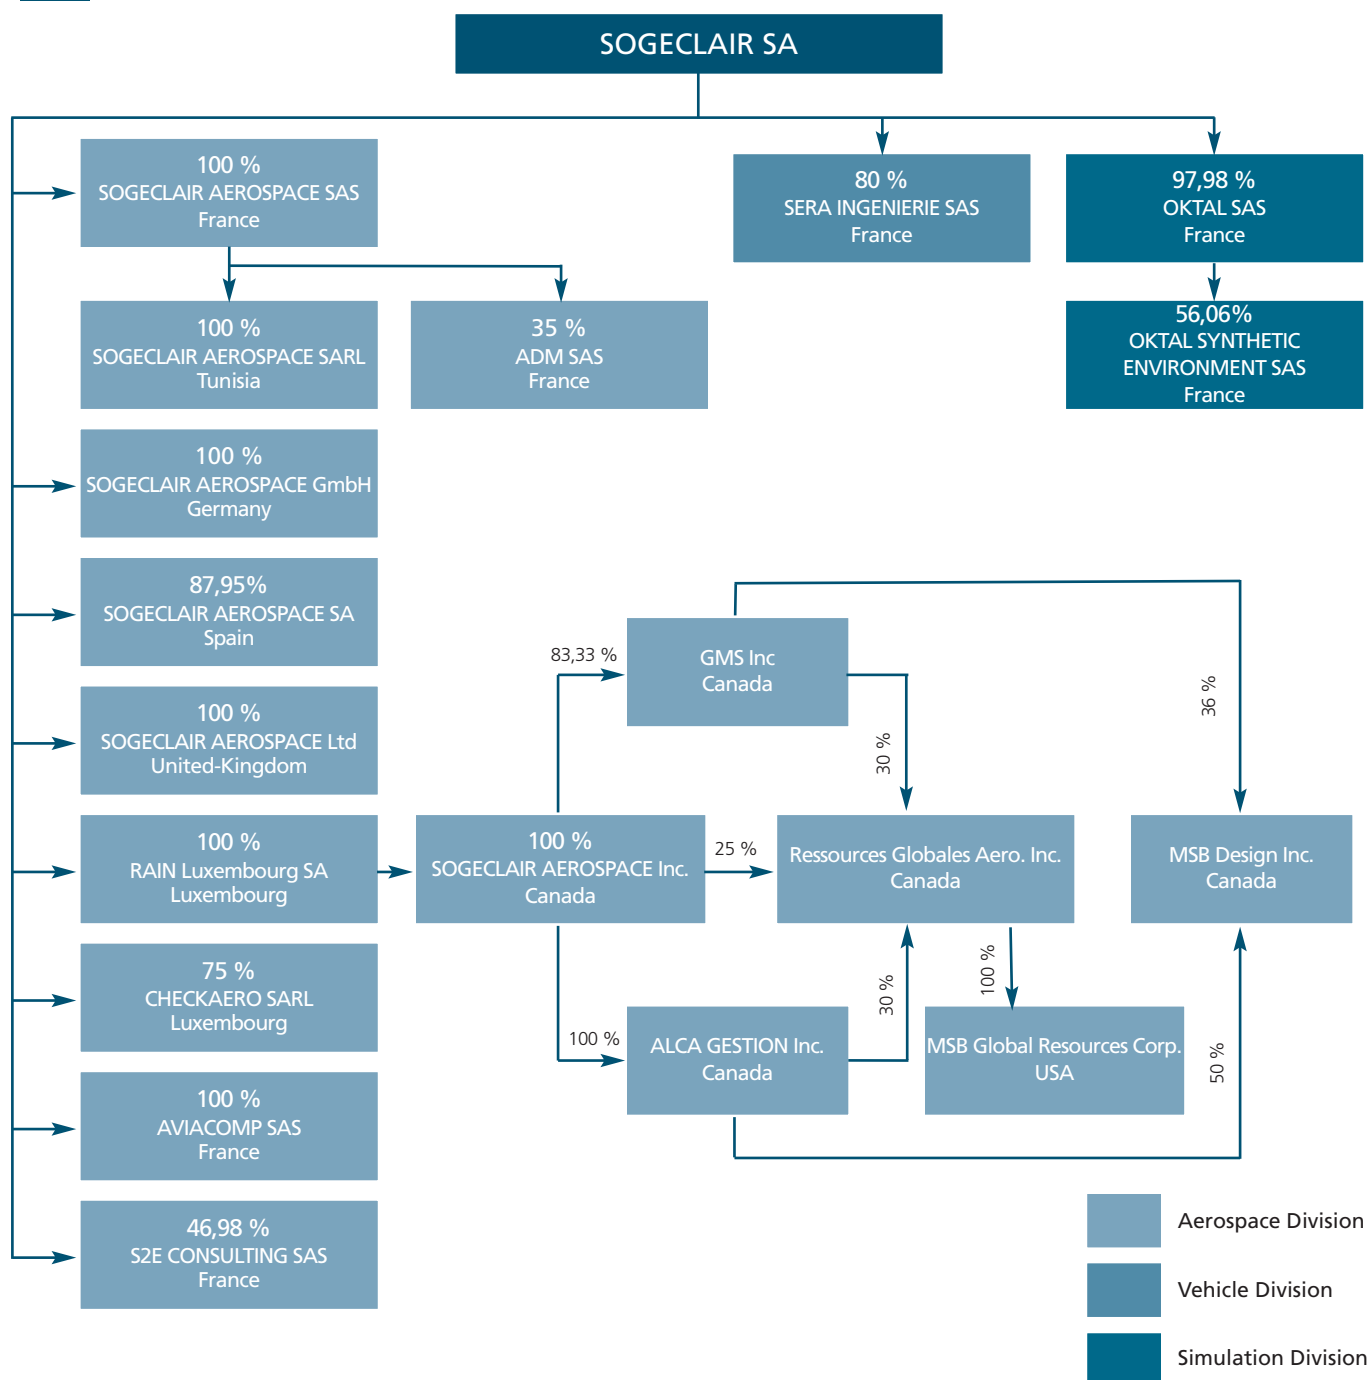 SOGECLAIR SA
100 %
SOGECLAIR AEROSPACE SAS
France
80 %
SERA INGENIERIE SAS
France
97,98 %
OKTAL SAS
France
100 %
SOGECLAIR AEROSPACE SARL
Tunisia
35 %
ADM SAS
France
56,06%
OKTAL SYNTHETIC
ENVIRONMENT SAS
France
100 %
SOGECLAIR AEROSPACE GmbH
Germany
87,95%
SOGECLAIR AEROSPACE SA
Spain
100 %
SOGECLAIR AEROSPACE Ltd
United-Kingdom
100 %
RAIN Luxembourg SA
Luxembourg
75 %
CHECKAERO SARL
Luxembourg
100 %
AVIACOMP SAS
France
46,98 %
S2E CONSULTING SAS
France
83,33 %
GMS Inc
Canada
30 %
36 %
100 %
SOGECLAIR AEROSPACE Inc.
Canada
25 %
Ressources Globales Aero. Inc.
Canada
MSB Design Inc.
Canada
100 %
ALCA GESTION Inc.
Canada
30 %
100 %
MSB Global Resources Corp.
USA
50 %
Aerospace Division
Vehicle Division
Simulation Division